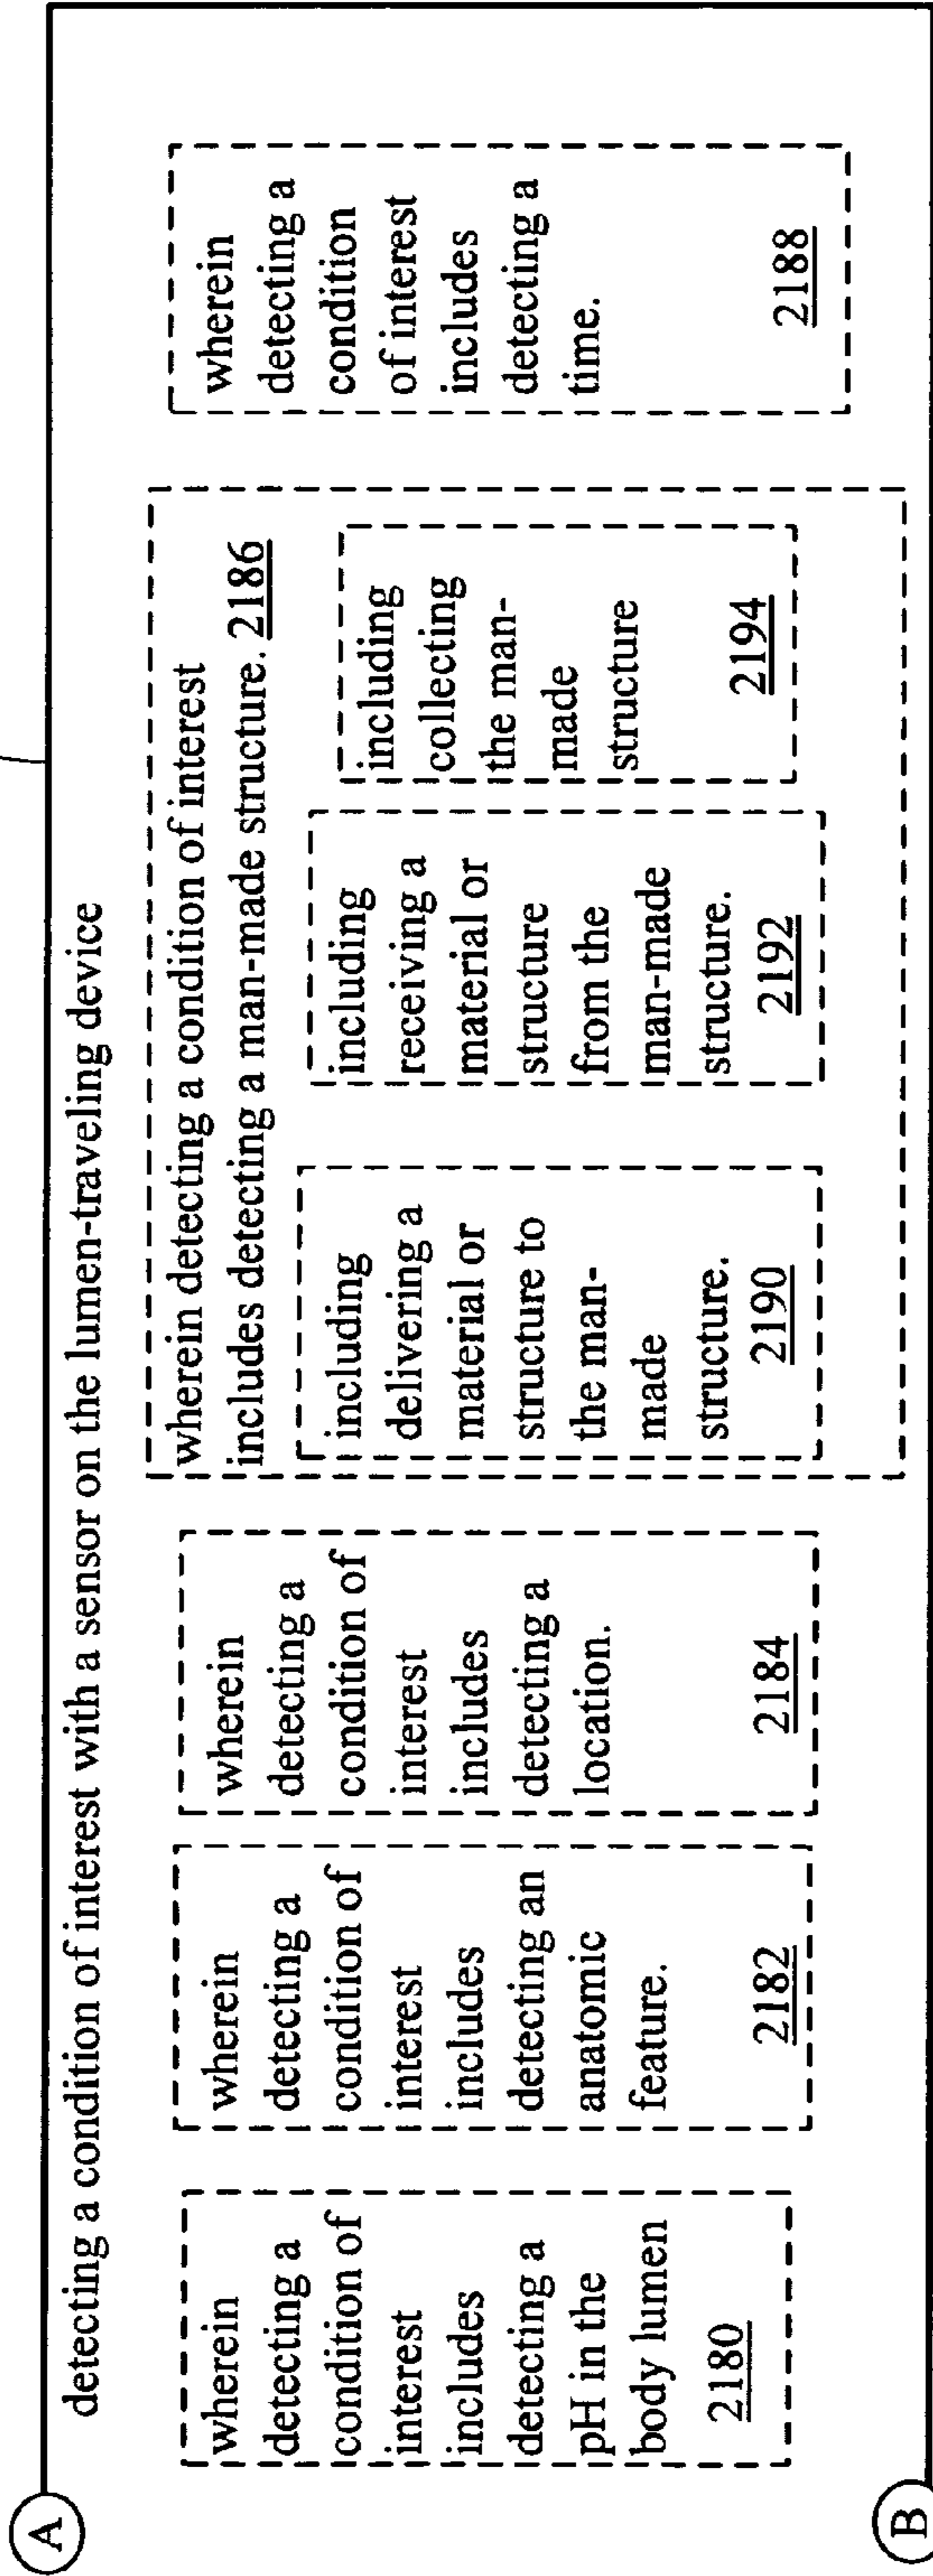 A
detecting a condition of interest with a sensor on the lumen-traveling device
wherein
detecting a
condition of
interest
includes
detecting a
pH in the
body lumen
2180
wherein
detecting a
condition of
interest
includes
detecting an
anatomic
feature.
2182
wherein
detecting a
condition of
interest
includes
detecting a
location.
2184
wherein detecting a condition of interest
includes detecting a man-made structure. 2186
including
delivering a
material or
structure to
the man-
made
structure.
2190
including
receiving a
material or
structure
from the
man-made
structure.
2192
including
collecting
the man-
made
structure
2194
wherein
detecting a
condition
of interest
includes
detecting a
time.
2188
B